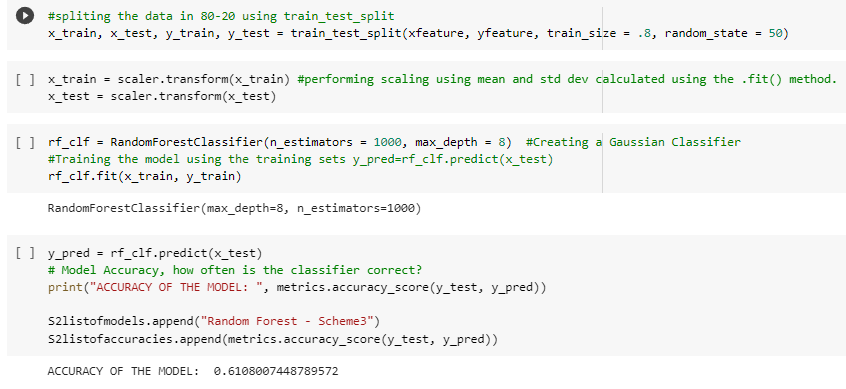 #spliting the data in 80-20 using train_test_split
x_train, x_test, y_train, y_test = train_test_split(xfeature, yfeature, train_size = .8, random_state = 50)
[ ] x_train = scaler.transform(x_train) #performing scaling using mean and std dev calculated using the .fit() method.
x_test = scaler.transform(x_test)
[ ] rf_clf = RandomForestClassifier(n_estimators = 1000, max_depth = 8)  #Creating a Gaussian Classifier
#Training the model using the training sets y_pred=rf_clf.predict(x_test)
rf_clf.fit(x_train, y_train)
RandomForestClassifier(max_depth=8, n_estimators=1000)
[ ] y_pred = rf_clf.predict(x_test)
# Model Accuracy, how often is the classifier correct?
print("ACCURACY OF THE MODEL: ", metrics.accuracy_score(y_test, y_pred))
S2listofmodels.append("Random Forest - Scheme3")
S2listofaccuracies.append(metrics.accuracy_score(y_test, y_pred))
ACCURACY OF THE MODEL:  0.6108007448789572